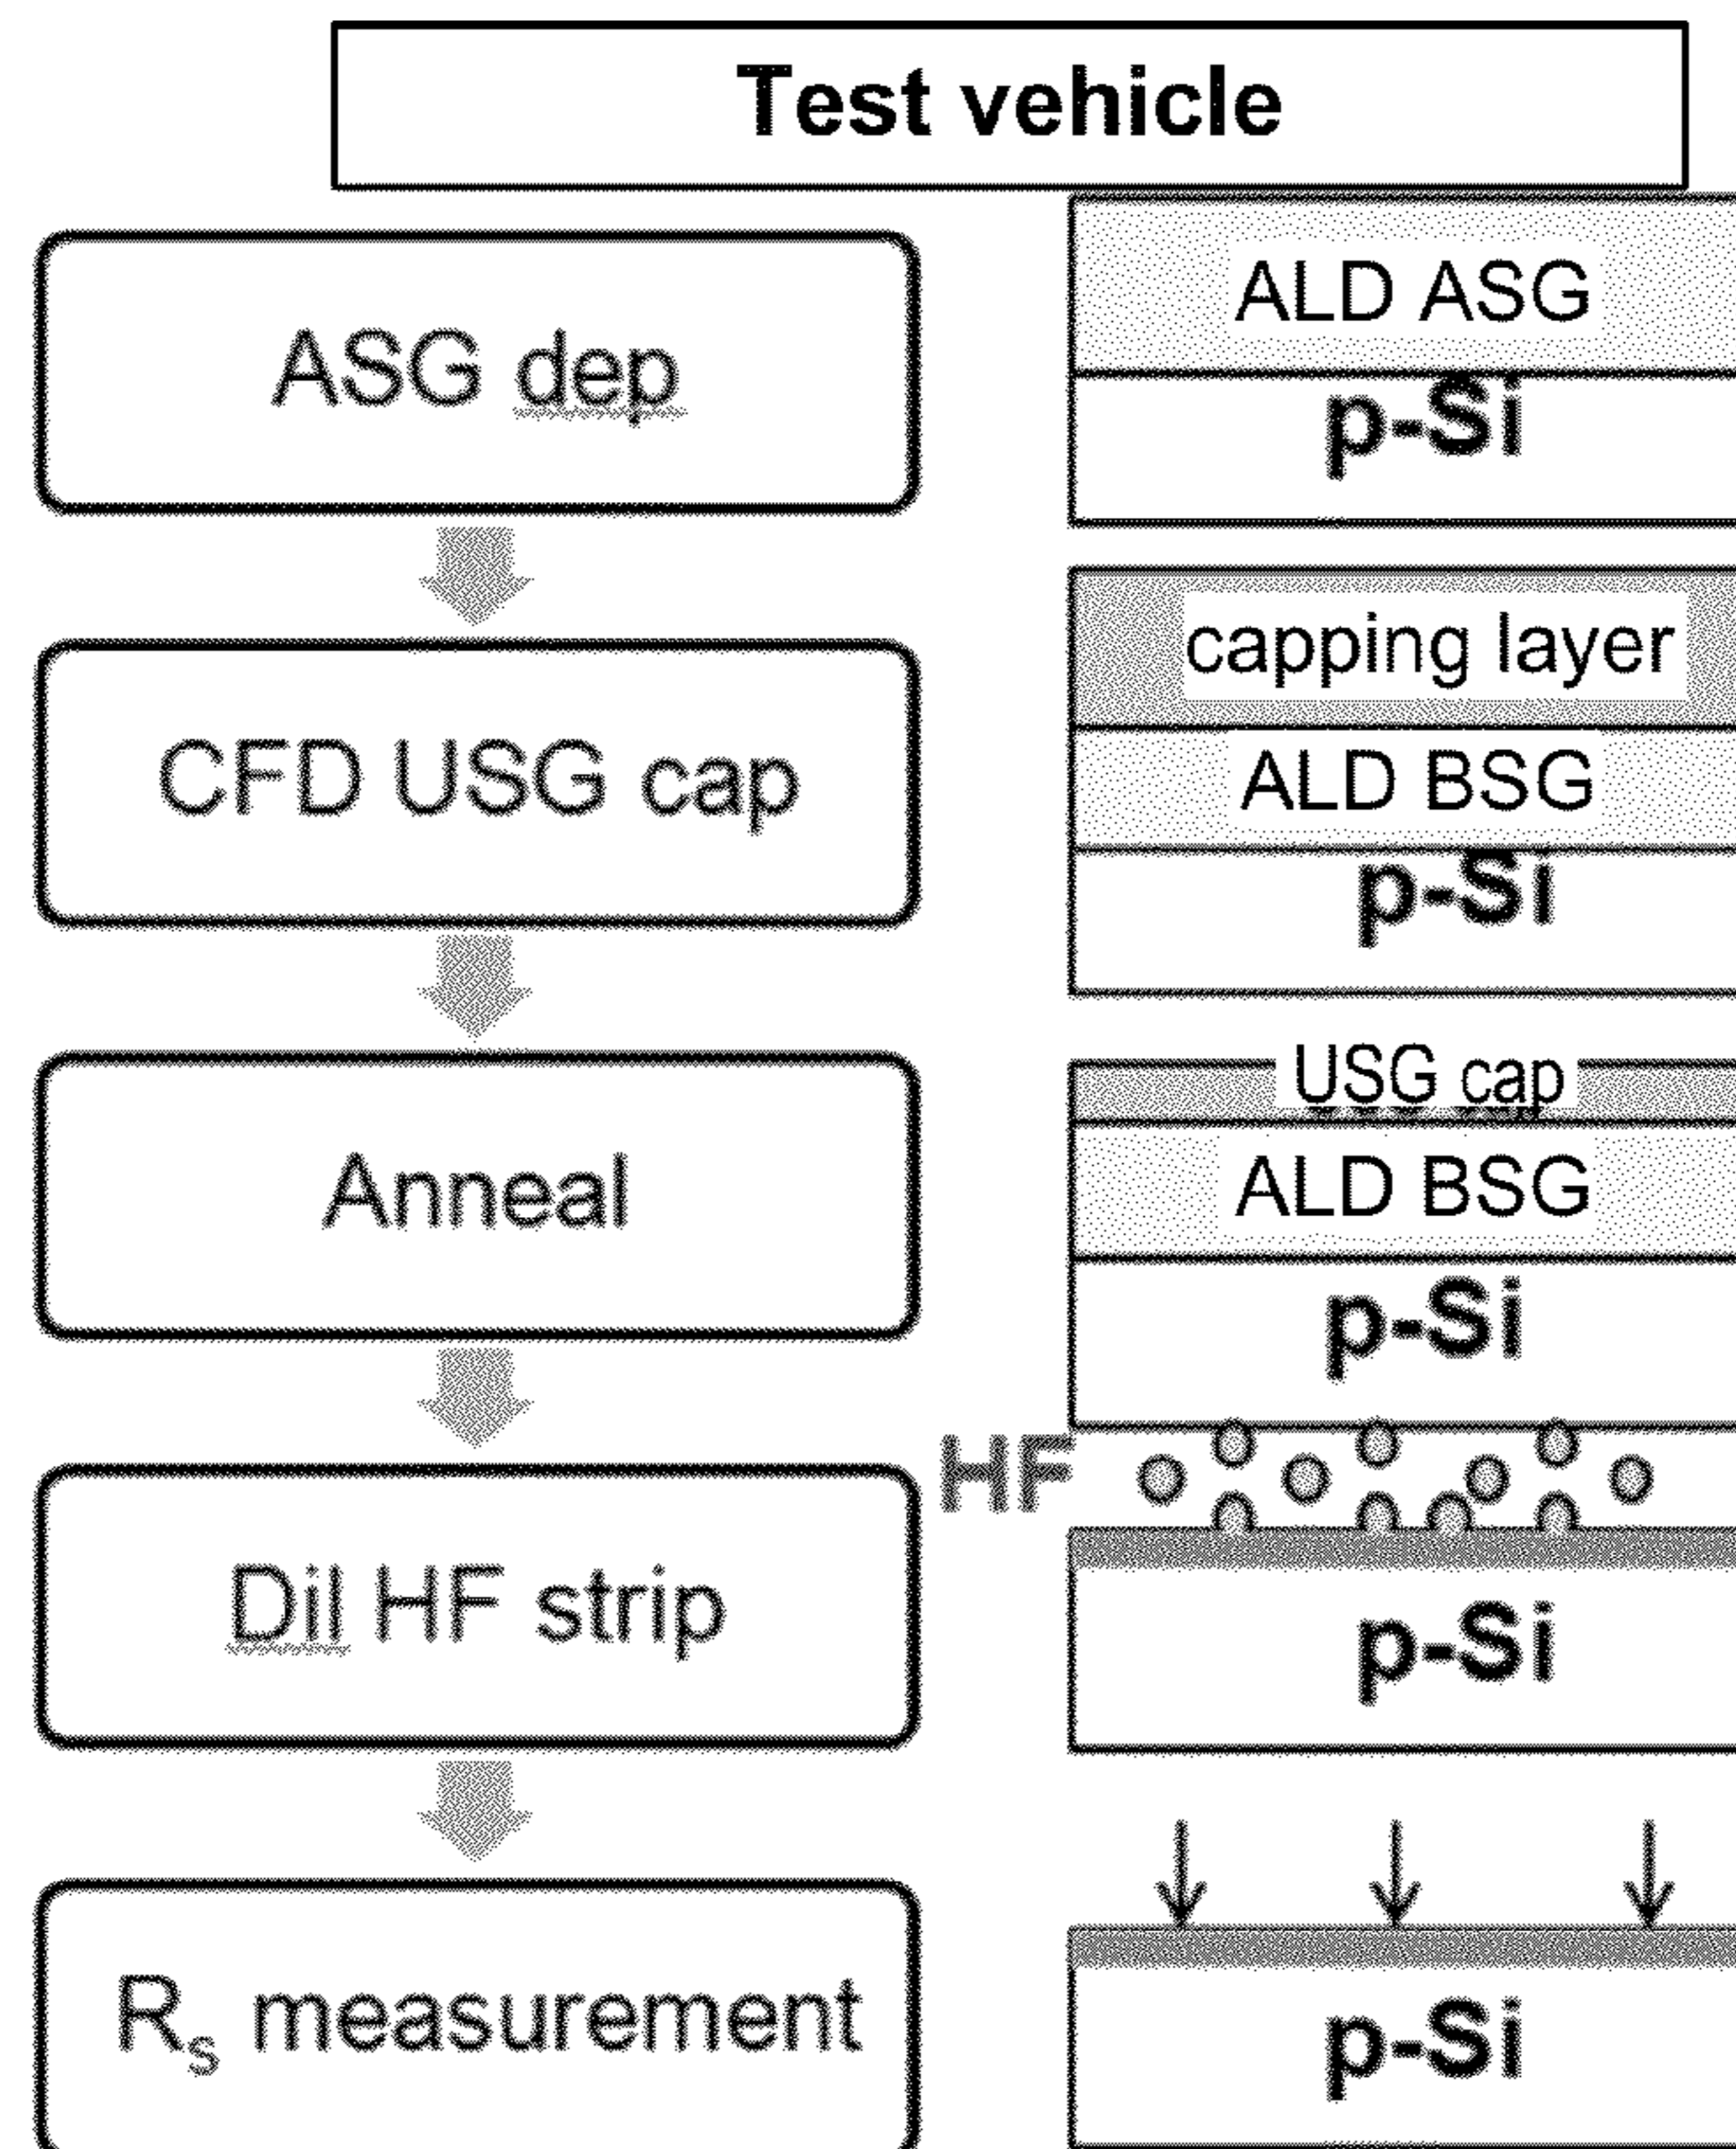 Test vehicle
ASG dep
ALD ASG
p-Si
CFD USG cap
capping layer
ALD BSG
p-Si
Anneal
USG cap
ALD BSG
p-Si
Dil HF strip
HF
p-Si
Rs measurement
p-Si